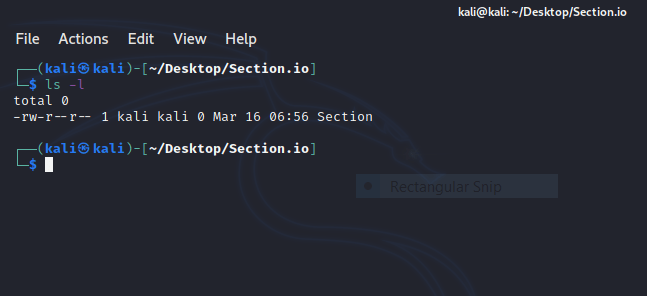 kali@kali: ~/Desktop/Section.io
File Actions Edit View Help
┌──(kali㉿kali)-[~/Desktop/Section.io]
└─$ ls -l
total 0
-rw-r--r-- 1 kali kali 0 Mar 16 06:56 Section
┌──(kali㉿kali)-[~/Desktop/Section.io]
└─$
Rectangular Snip